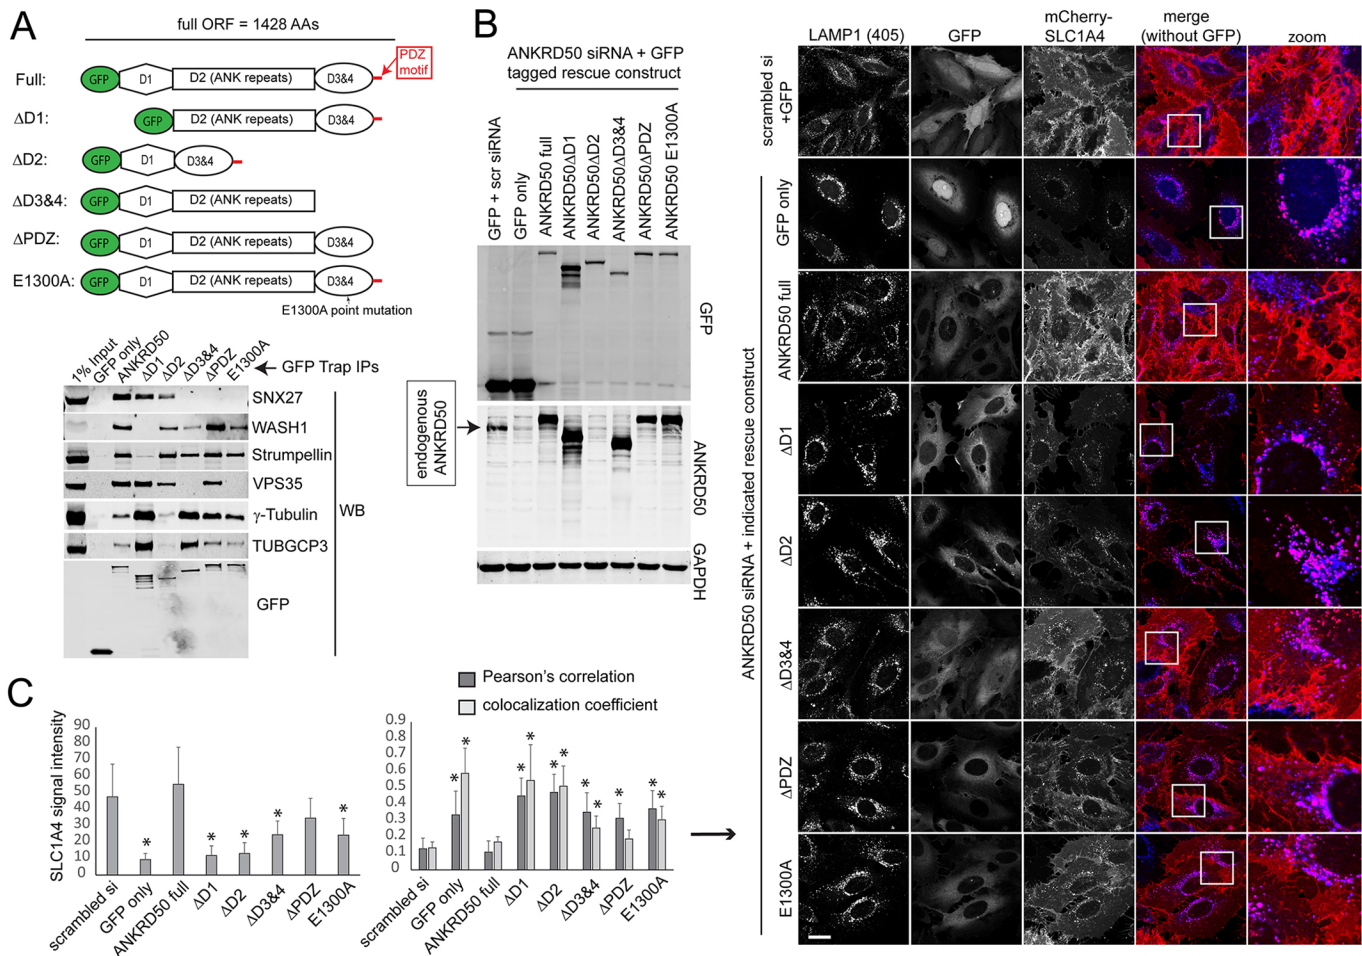 A
full ORF = 1428 AAs
Full:
GFP
D1
D2 (ANK repeats)
D3&4
PDZ
motif
ΔD1:
GFP
D2 (ANK repeats)
D3&4
ΔD2:
GFP
D1
D3&4
ΔD3&4:
GFP
D1
D2 (ANK repeats)
ΔPDZ:
GFP
D1
D2 (ANK repeats)
D3&4
E1300A:
GFP
D1
D2 (ANK repeats)
D3&4
E1300A point mutation
1% Input
GFP only
ANKRD50
ΔD1
ΔD2
ΔD3&4
ΔPDZ
E1300A
GFP Trap IPs
SNX27
WASH1
Strumpellin
VPS35
γ-Tubulin
TUBGCP3
GFP
WB
B
ANKRD50 siRNA + GFP
tagged rescue construct
GFP + scr siRNA
GFP only
ANKRD50 full
ANKRD50ΔD1
ANKRD50ΔD2
ANKRD50ΔD3&4
ANKRD50ΔPDZ
ANKRD50 E1300A
GFP
endogenous
ANKRD50
ANKRD50
GAPDH
C
SLC1A4 signal intensity
90
80
70
60
50
40
30
20
10
0
*
*
*
*
*
scrambled si
GFP only
ANKRD50 full
ΔD1
ΔD2
ΔD3&4
ΔPDZ
E1300A
Pearson's correlation
colocalization coefficient
0.9
0.8
0.7
0.6
0.5
0.4
0.3
0.2
0.1
0
* *
* *
* *
* *
*
* *
scrambled si
GFP only
ANKRD50 full
ΔD1
ΔD2
ΔD3&4
ΔPDZ
E1300A
LAMP1 (405)
GFP
mCherry-
SLC1A4
merge
(without GFP)
zoom
scrambled si
+GFP
ANKRD50 siRNA + indicated rescue construct
GFP only
ANKRD50 full
ΔD1
ΔD2
ΔD3&4
ΔPDZ
E1300A